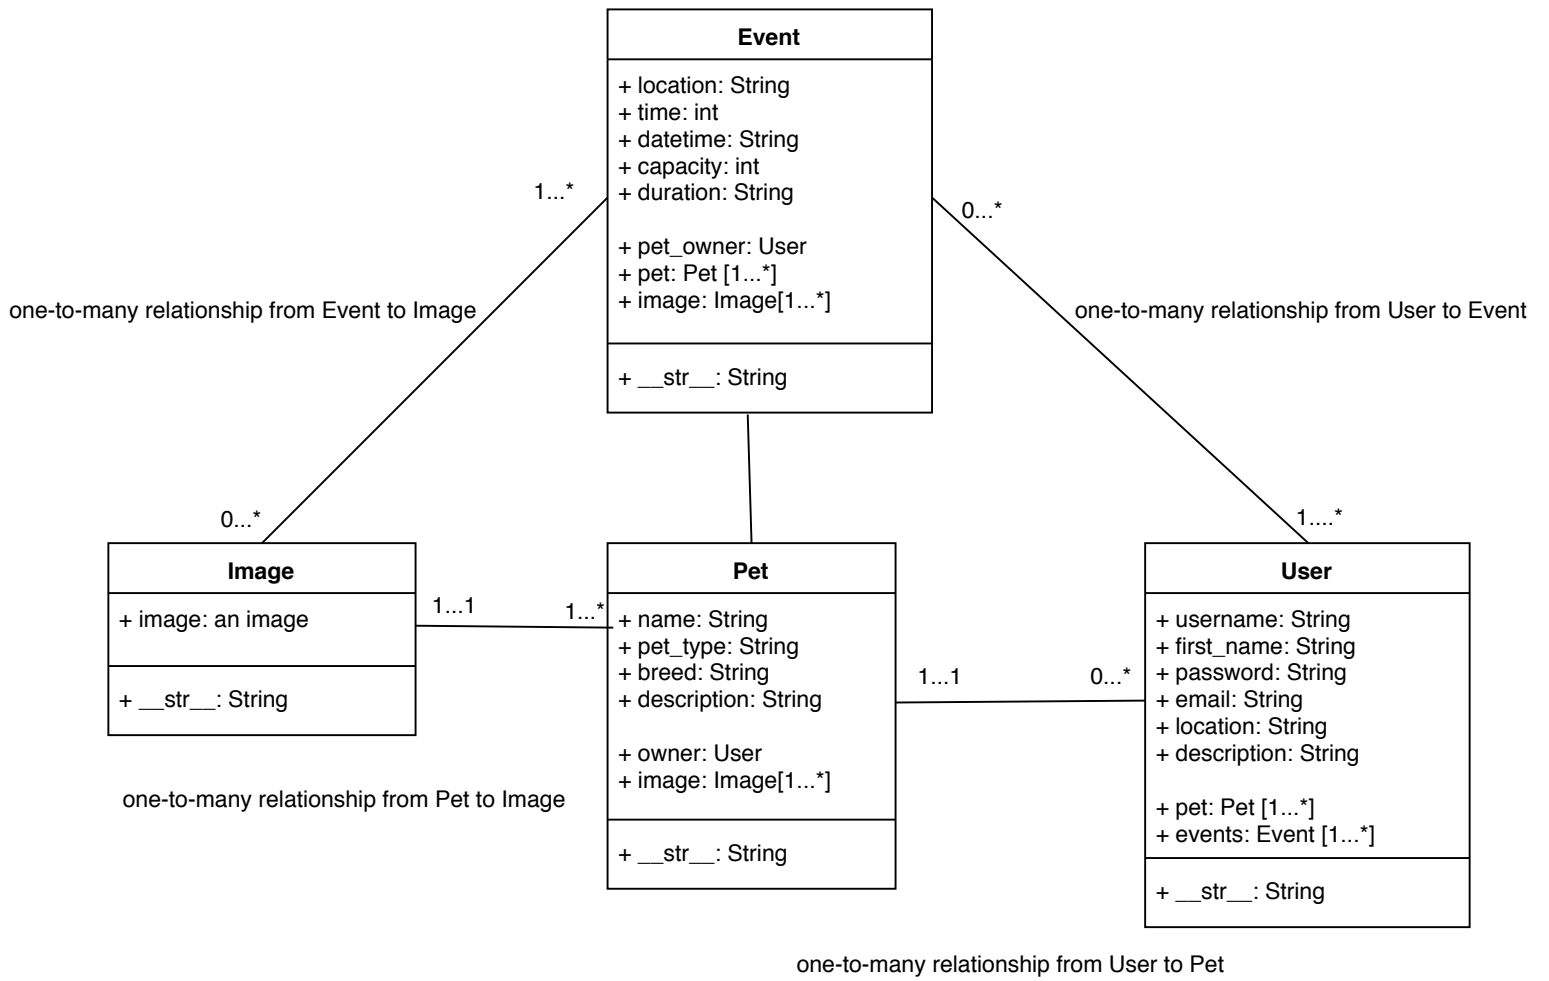 Event
+ location: String
+ time: int
+ datetime: String
+ capacity: int
+ duration: String
+ pet_owner: User
+ pet: Pet [1...*]
+ image: Image[1...*]
+ __str__: String
1...*
0...*
one-to-many relationship from Event to Image
one-to-many relationship from User to Event
0...*
1....*
Image
+ image: an image
+ __str__: String
1...1
1...*
Pet
+ name: String
+ pet_type: String
+ breed: String
+ description: String
+ owner: User
+ image: Image[1...*]
+ __str__: String
1...1
0...*
User
+ username: String
+ first_name: String
+ password: String
+ email: String
+ location: String
+ description: String
+ pet: Pet [1...*]
+ events: Event [1...*]
+ __str__: String
one-to-many relationship from Pet to Image
one-to-many relationship from User to Pet